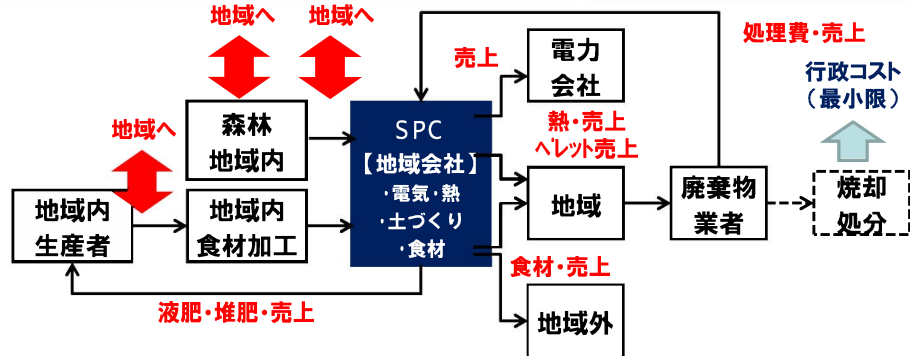 地域へ
地域へ
処理費・売上
売上
電力
会社
行政コスト
（最小限）
森林
地域内
地域へ
SPC
【地域会社】
・電気・熱
・土づくり
・食材
熱・売上
ペレット売上
地域
廃棄物
業者
焼却
処分
地域内
生産者
地域内
食材加工
食材・売上
液肥・堆肥・売上
地域外